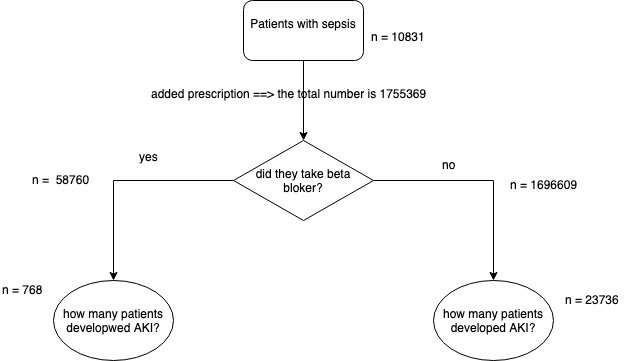 Patients with sepsis
n = 10831
added prescription ==> the total number is 1755369
yes
no
did they take beta
bloker?
n = 58760
n = 1696609
n = 768
n = 23736
how many patients
developwed AKI?
how many patients
developed AKI?